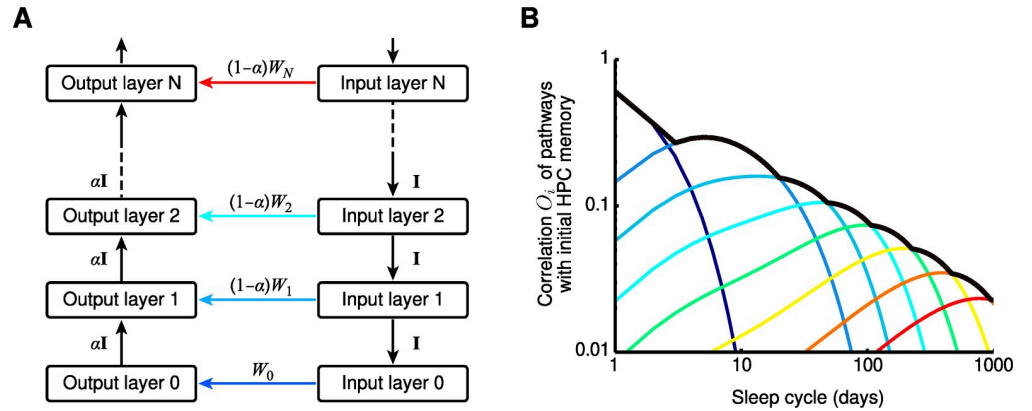 A
B
Output layer N
(1-α)W_N
Input layer N
αI
I
Output layer 2
(1-α)W_2
Input layer 2
αI
I
Output layer 1
(1-α)W_1
Input layer 1
αI
I
Output layer 0
W_0
Input layer 0
Correlation O_i of pathways
with initial HPC memory
1
0.1
0.01
1
10
100
1000
Sleep cycle (days)